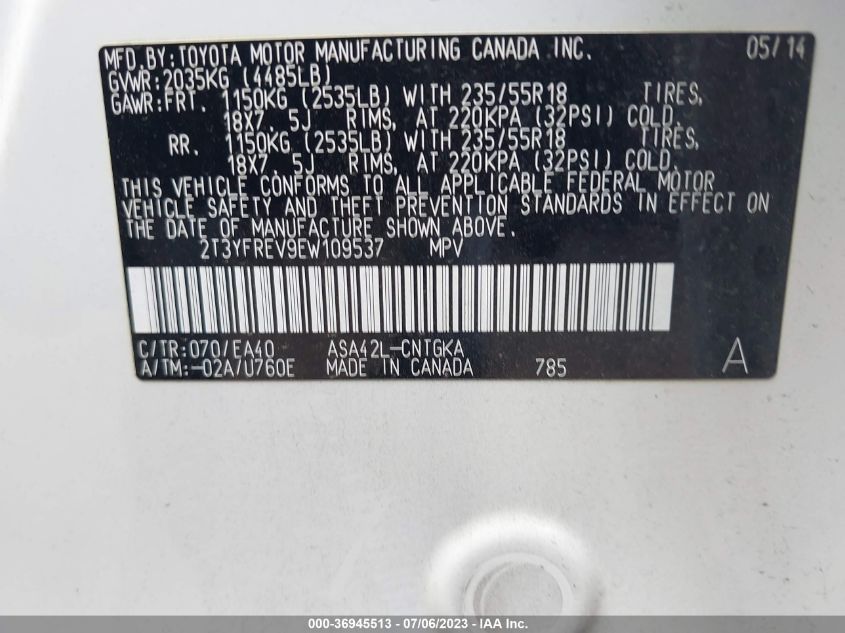 MFD.BY:TOYOTA MOTOR MANUFACTURING CANADA INC. 05/14
GVWR:2035KG (4485LB)
GAWR:FRT. 1150KG (2535LB) WITH 235/55R18 TIRES,
18X7.5J RIMS, AT 220KPA (32PSI) COLD.
RR. 1150KG (2535LB) WITH 235/55R18 TIRES,
18X7.5J RIMS, AT 220KPA (32PSI) COLD.
THIS VEHICLE CONFORMS TO ALL APPLICABLE FEDERAL MOTOR
VEHICLE SAFETY AND THEFT PREVENTION STANDARDS IN EFFECT ON
THE DATE OF MANUFACTURE SHOWN ABOVE.
2T3YFREV9EW109537 MPV
C/TR:070/EA40 ASA42L-CNTGKA A
A/TM:-02A/U760E MADE IN CANADA 785
000-36945513 - 07/06/2023 - © IAA Inc.